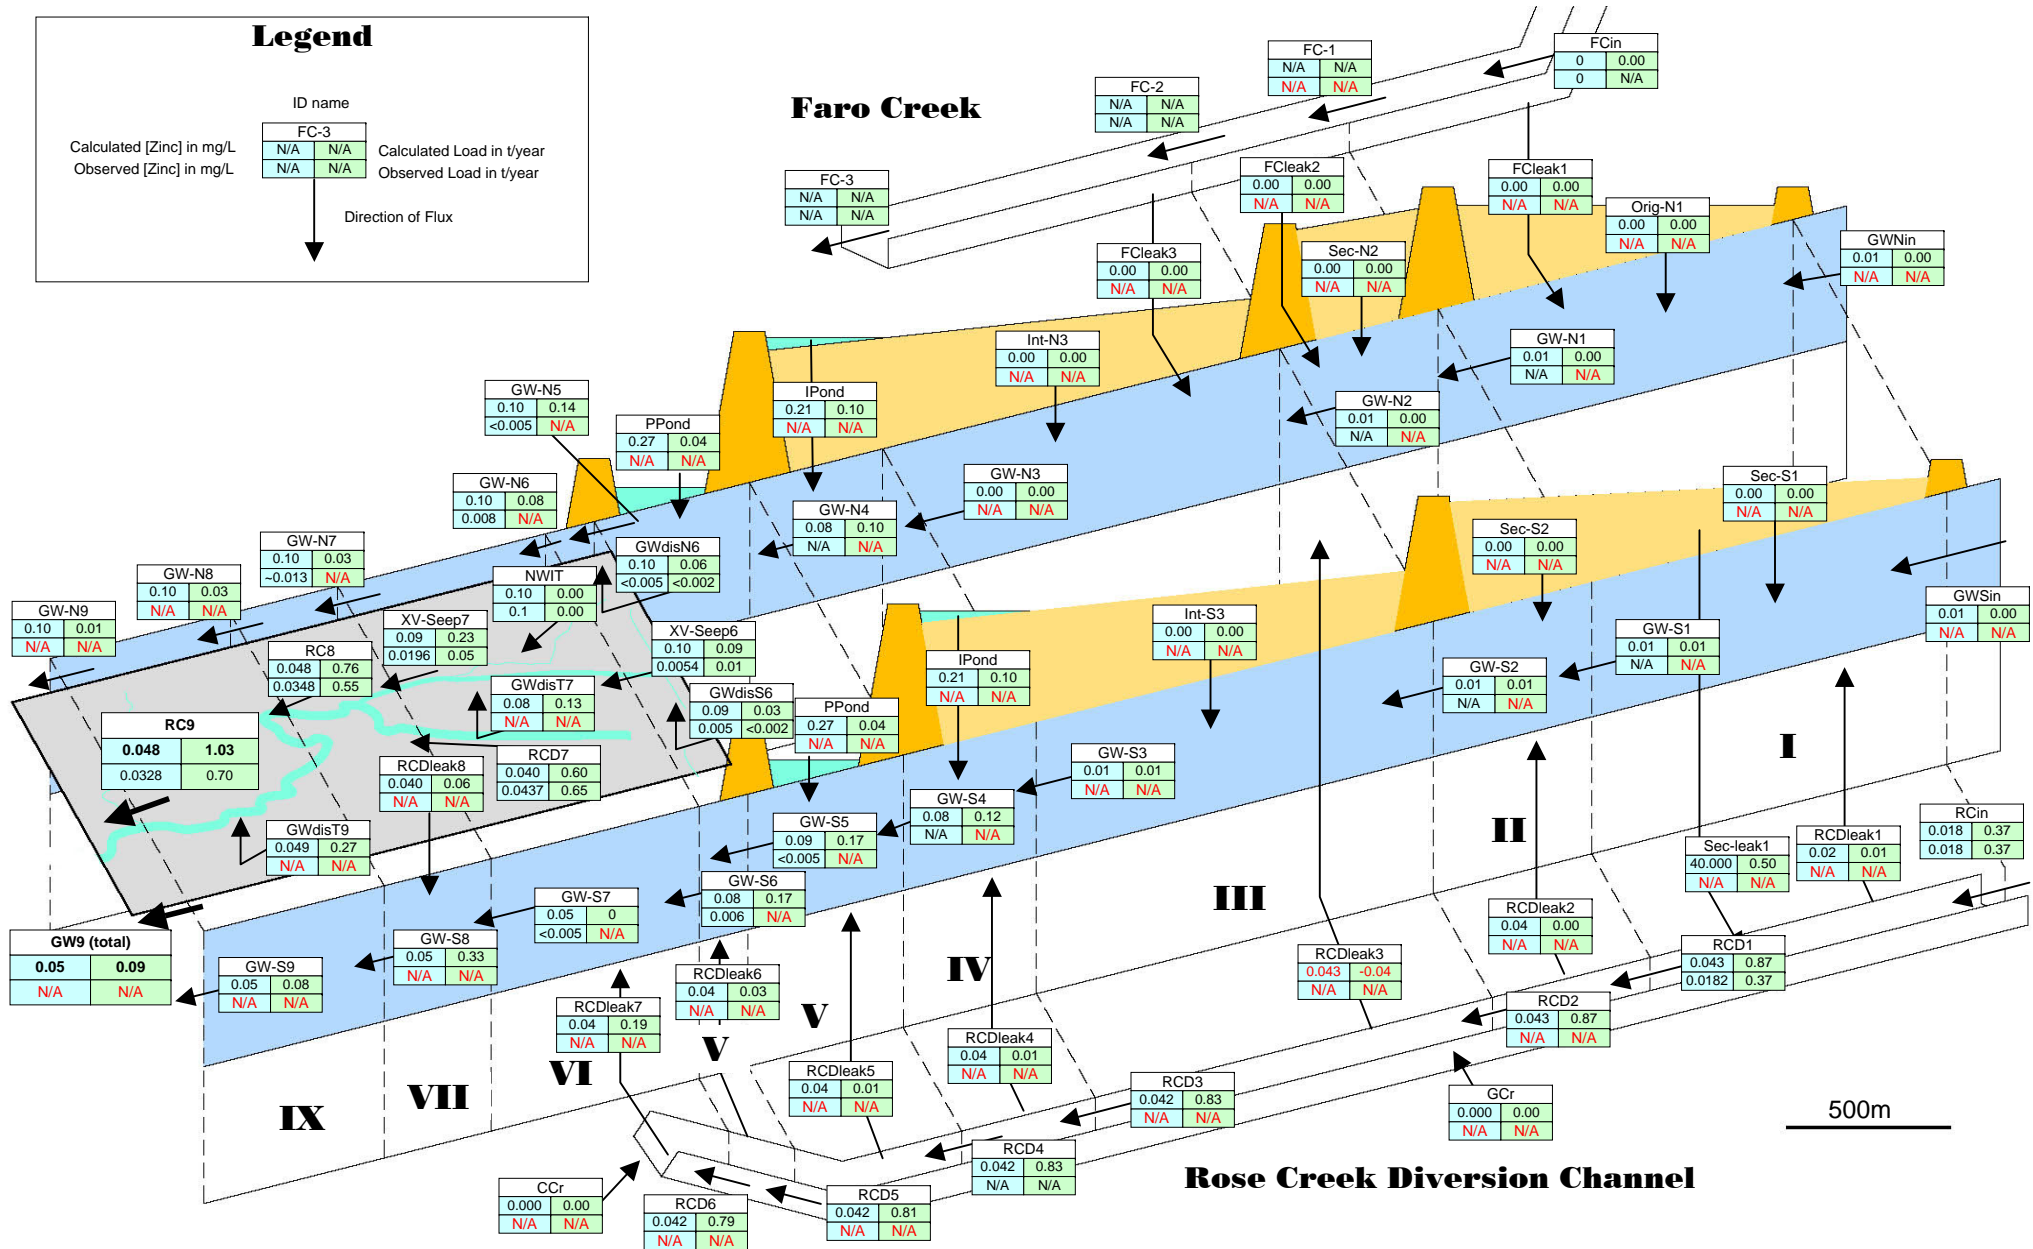 Legend
ID name
FC-3
Calculated [Zinc] in mg/L N/A N/A Calculated Load in t/year
Observed [Zinc] in mg/L N/A N/A Observed Load in t/year
Direction of Flux
Faro Creek
FCin
0 0.00
0 N/A
FC-1
N/A N/A
N/A N/A
FC-2
N/A N/A
N/A N/A
FC-3
N/A N/A
N/A N/A
FCleak2
0.00 0.00
N/A N/A
FCleak1
0.00 0.00
N/A N/A
Orig-N1
0.00 0.00
N/A N/A
GWNin
0.01 0.00
N/A N/A
FCleak3
0.00 0.00
N/A N/A
Sec-N2
0.00 0.00
N/A N/A
Int-N3
0.00 0.00
N/A N/A
GW-N1
0.01 0.00
N/A N/A
GW-N2
0.01 0.00
N/A N/A
IPond
0.21 0.10
N/A N/A
GW-N5
0.10 0.14
<0.005 N/A
PPond
0.27 0.04
N/A N/A
GW-N3
0.00 0.00
N/A N/A
GW-N4
0.08 0.10
N/A N/A
GW-N6
0.10 0.08
0.008 N/A
GW-N7
0.10 0.03
~0.013 N/A
GW-N8
0.10 0.03
N/A N/A
GW-N9
0.10 0.01
N/A N/A
GWdisN6
0.10 0.06
<0.005 <0.002
NWIT
0.10 0.00
0.1 0.00
XV-Seep7
0.09 0.23
0.0196 0.05
XV-Seep6
0.10 0.09
0.0054 0.01
RC8
0.048 0.76
0.0348 0.55
GWdisT7
0.08 0.13
N/A N/A
GWdisS6
0.09 0.03
0.005 <0.002
PPond
0.27 0.04
N/A N/A
IPond
0.21 0.10
N/A N/A
Int-S3
0.00 0.00
N/A N/A
Sec-S2
0.00 0.00
N/A N/A
Sec-S1
0.00 0.00
N/A N/A
GWSin
0.01 0.00
N/A N/A
GW-S1
0.01 0.01
N/A N/A
GW-S2
0.01 0.01
N/A N/A
GW-S3
0.01 0.01
N/A N/A
GW-S4
0.08 0.12
N/A N/A
GW-S5
0.09 0.17
<0.005 N/A
RC9
0.048 1.03
0.0328 0.70
RCDleak8
0.040 0.06
N/A N/A
RCD7
0.040 0.60
0.0437 0.65
GWdisT9
0.049 0.27
N/A N/A
GW-S6
0.08 0.17
0.006 N/A
GW-S7
0.05 0
<0.005 N/A
GW-S8
0.05 0.33
N/A N/A
GW-S9
0.05 0.08
N/A N/A
GW9 (total)
0.05 0.09
N/A N/A
I
II
III
IV
V
V
VI
VII
IX
RCin
0.018 0.37
0.018 0.37
RCDleak1
0.02 0.01
N/A N/A
Sec-leak1
40.000 0.50
N/A N/A
RCDleak2
0.04 0.00
N/A N/A
RCD1
0.043 0.87
0.0182 0.37
RCDleak3
0.043 -0.04
N/A N/A
RCD2
0.043 0.87
N/A N/A
RCDleak6
0.04 0.03
N/A N/A
RCDleak7
0.04 0.19
N/A N/A
RCDleak4
0.04 0.01
N/A N/A
RCDleak5
0.04 0.01
N/A N/A
RCD3
0.042 0.83
N/A N/A
GCr
0.000 0.00
N/A N/A
RCD4
0.042 0.83
N/A N/A
CCr
0.000 0.00
N/A N/A
RCD6
0.042 0.79
N/A N/A
RCD5
0.042 0.81
N/A N/A
Rose Creek Diversion Channel
500m